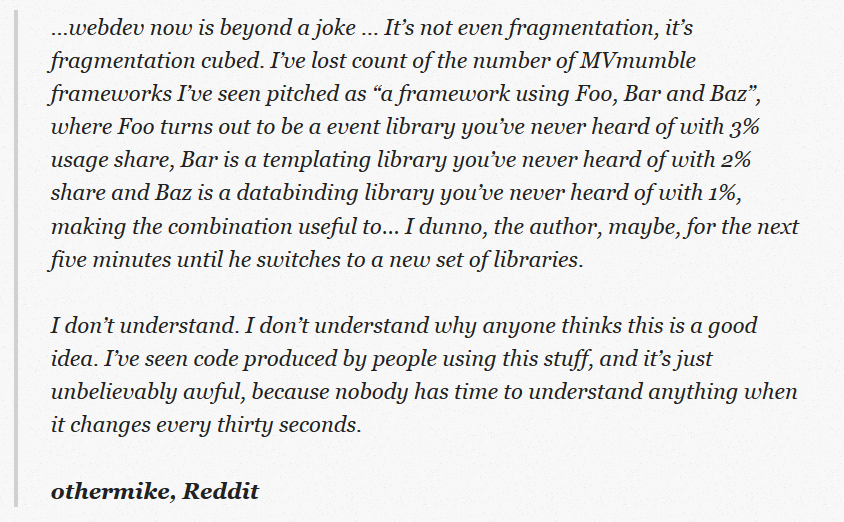 …webdev now is beyond a joke … It’s not even fragmentation, it’s
fragmentation cubed. I’ve lost count of the number of MVmumble
frameworks I’ve seen pitched as “a framework using Foo, Bar and Baz”,
where Foo turns out to be a event library you’ve never heard of with 3%
usage share, Bar is a templating library you’ve never heard of with 2%
share and Baz is a databinding library you’ve never heard of with 1%,
making the combination useful to… I dunno, the author, maybe, for the next
five minutes until he switches to a new set of libraries.
I don’t understand. I don’t understand why anyone thinks this is a good
idea. I’ve seen code produced by people using this stuff, and it’s just
unbelievably awful, because nobody has time to understand anything when
it changes every thirty seconds.
othermike, Reddit